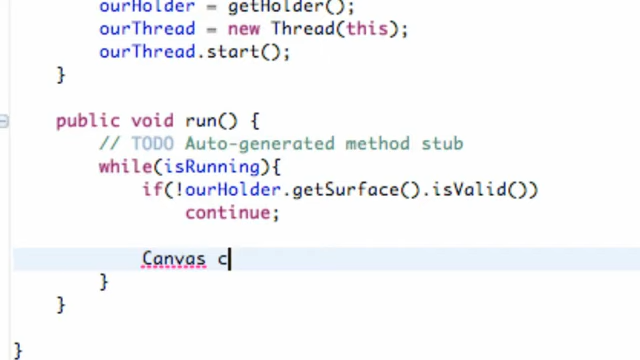 ourHolder = getHolder();
ourThread = new Thread(this);
ourThread.start();
}
public void run() {
// TODO Auto-generated method stub
while(isRunning){
if(!ourHolder.getSurface().isValid())
continue;
Canvas c
}
}
}